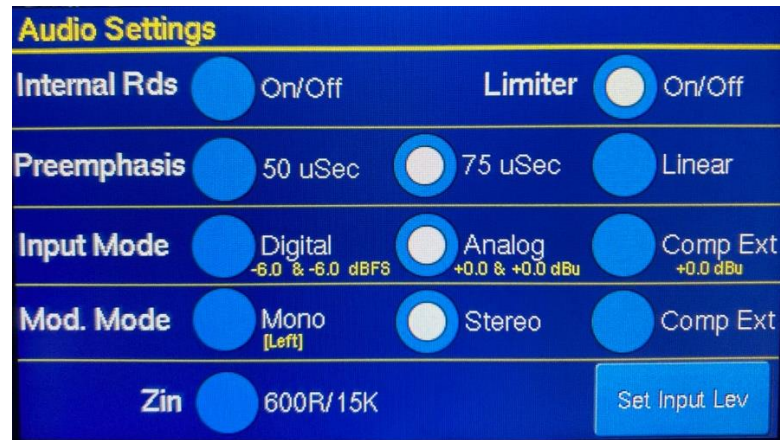 Audio Settings
Internal Rds On/Off Limiter On/Off
Preemphasis 50 uSec 75 uSec Linear
Input Mode Digital Analog Comp Ext
-6.0 & -6.0 dBFS +0.0 & +0.0 dBu +0.0 dBu
Mod. Mode Mono Stereo Comp Ext
[Left]
Zin 600R/15K Set Input Lev